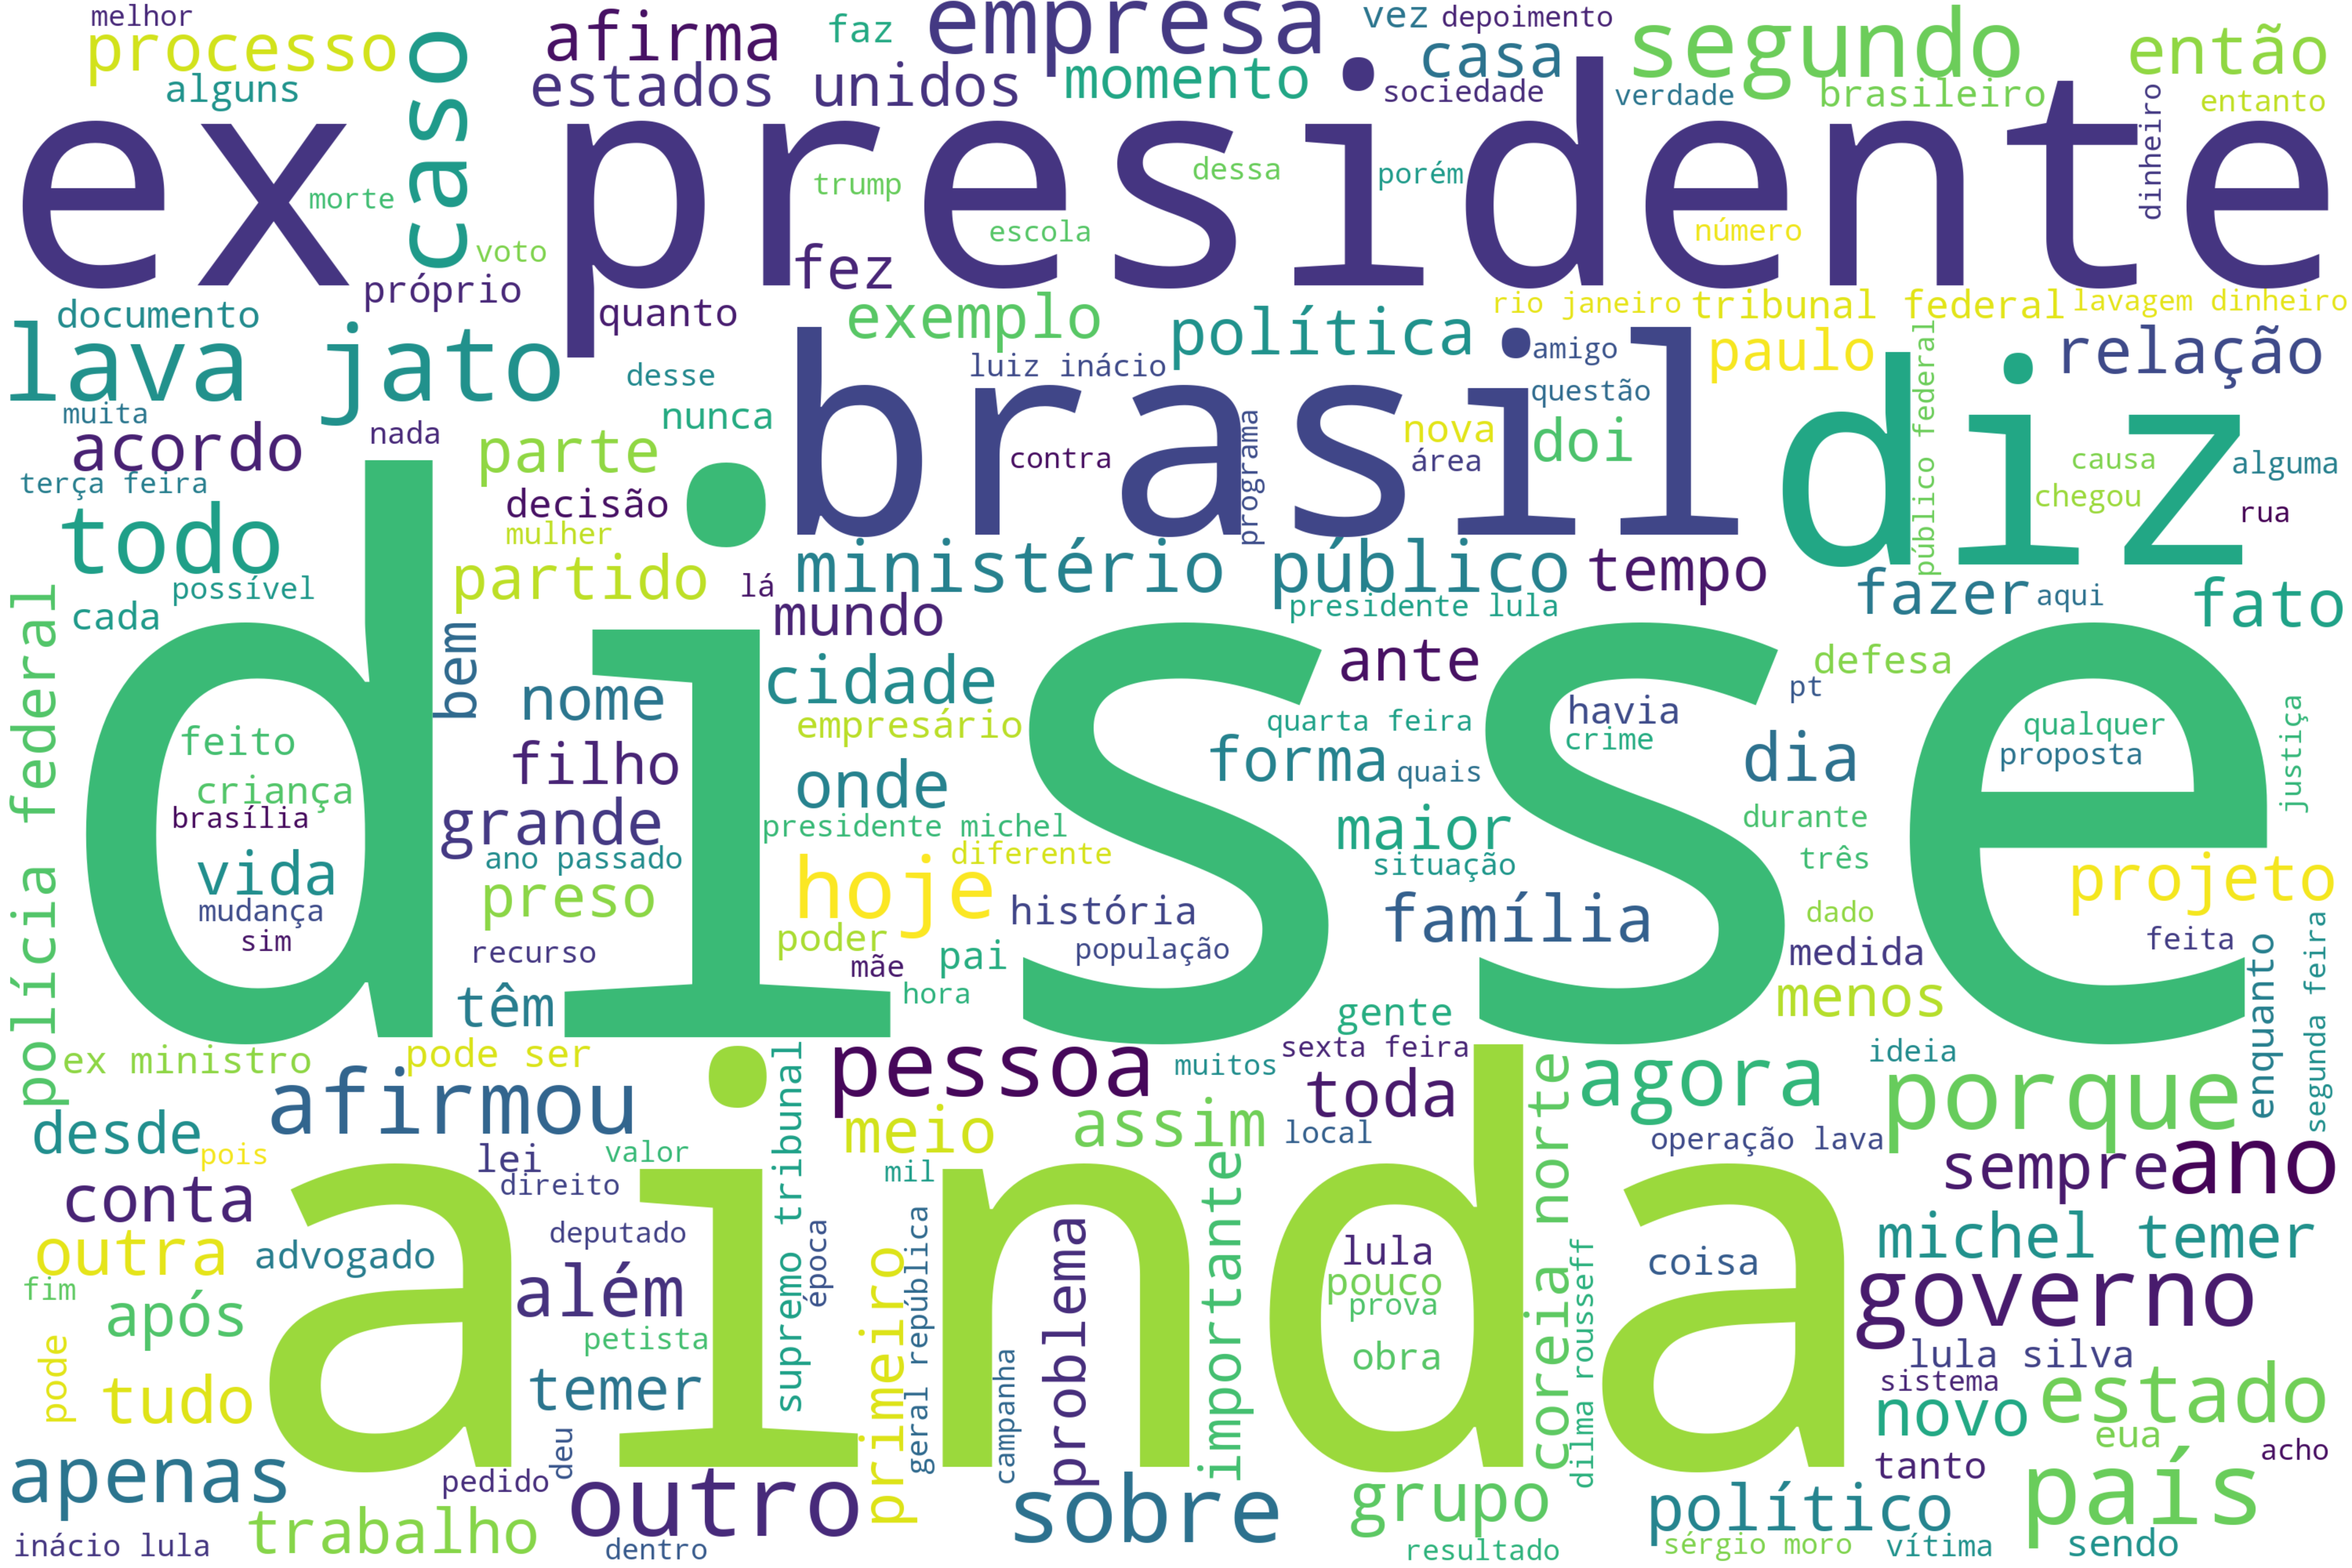 melhor
processo
alguns
caso
afirma
faz
empresa
vez
depoimento
segundo
então
estados unidos
momento
casa
sociedade
verdade
brasileiro
entanto
ex presidente
morte
voto
trump
dessa
porém
escola
número
dinheiro
próprio
fez
documento
quanto
exemplo
política
rio janeiro
tribunal federal
lavagem dinheiro
lava jato
desse
luiz inácio
amigo
paulo
relação
muita
nada
nunca
brasil
questão
público federal
diz
acordo
parte
contra
programa
nova
área
doi
causa
alguma
terça feira
decisão
chegou
rua
todo
mulher
possível
partido
lá
ministério público
tempo
cada
mundo
presidente lula
fazer
aqui
fato
polícia federal
disse
bem
nome
cidade
ante
pt
defesa
feito
empresário
quarta feira
havia
crime
qualquer
proposta
justiça
criança
filho
onde
forma
quais
dia
brasília
grande
presidente michel
maior
durante
vida
ano passado
diferente
situação
três
mudança
preso
hoje
história
família
dado
projeto
sim
recurso
poder
população
medida
feita
mãe
pai
têm
hora
menos
enquanto
segunda feira
ex ministro
pode ser
gente
sexta feira
ideia
afirmou
pessoa
muitos
toda
agora
porque
desde
pois
meio
assim
local
operação lava
lei
valor
supremo tribunal
mil
sempre
ano
conta
direito
ainda
outra
advogado
deputado
época
além
primeiro
geral república
problema
importante
lula
pouco
prova
correia norte
coisa
michel temer
fim
após
petista
obra
dilma rousseff
governo
pode
tudo
temer
campanha
lula silva
sistema
novo
estado
deu
eua
apenas
pedido
outro
sobre
grupo
político
tanto
país
acho
inácio lula
trabalho
dentro
resultado
sérgio moro
vítima
sendo